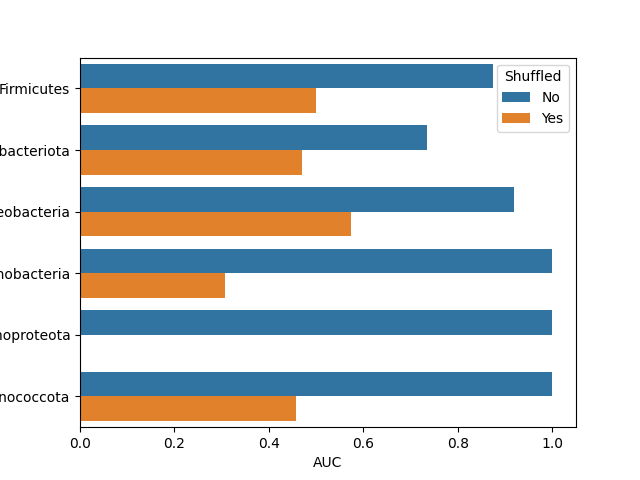 Firmicutes
bacteriota
eobacteria
nobacteria
noproteota
nococcota
Shuffled
No
Yes
0.0 0.2 0.4 0.6 0.8 1.0
AUC